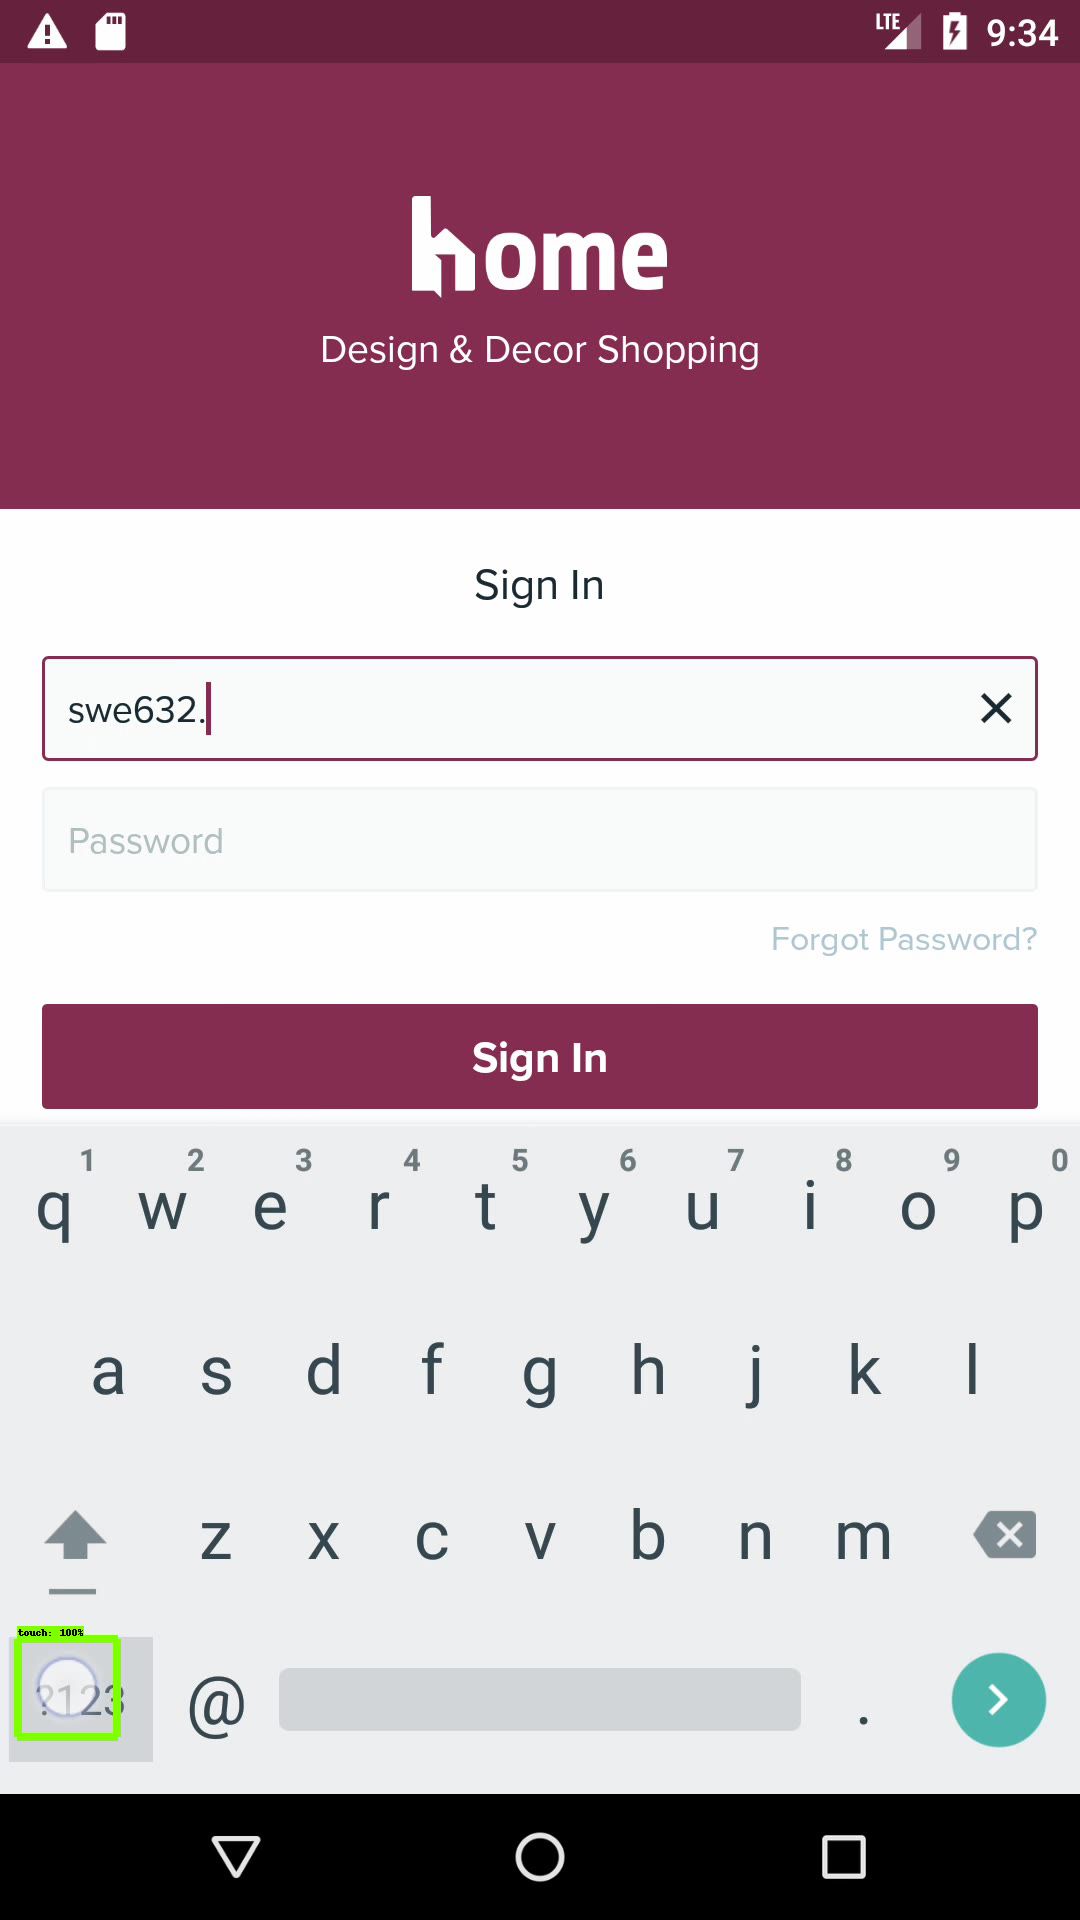 LTE 9:34
home
Design & Decor Shopping
Sign In
swe632.
Password
Forgot Password?
Sign In
1 2 3 4 5 6 7 8 9 0
q w e r t y u i o p
a s d f g h j k l
z x c v b n m
touch: 100%
?123 @ .